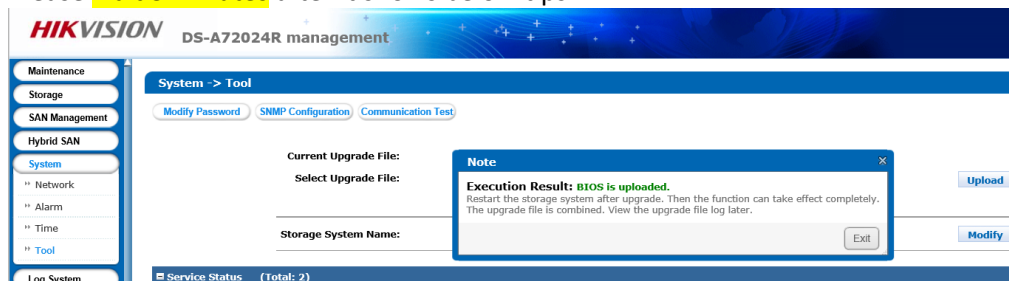 HIKVISION DS-A72024R management
Maintenance
Storage
SAN Management
Hybrid SAN
System
Network
Alarm
Time
Tool
Log System
System -> Tool
Modify Password SNMP Configuration Communication Test
Current Upgrade File:
Select Upgrade File:
Upload
Note
Execution Result: BIOS is uploaded.
Restart the storage system after upgrade. Then the function can take effect completely.
The upgrade file is combined. View the upgrade file log later.
Exit
Storage System Name:
Modify
Service Status (Total: 2)